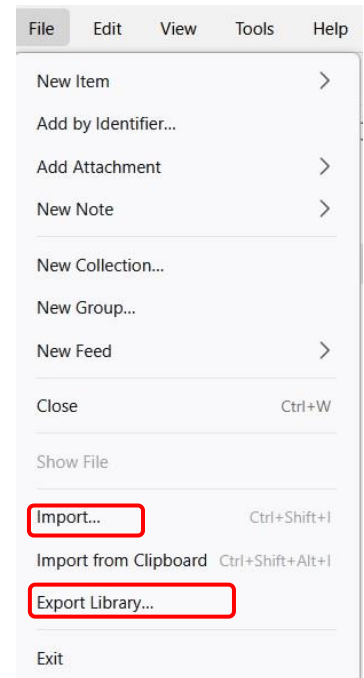 File Edit View Tools Help
New Item
Add by Identifier...
Add Attachment
New Note
New Collection...
New Group...
New Feed
Close Ctrl+W
Show File
Import... Ctrl+Shift+I
Import from Clipboard Ctrl+Shift+Alt+I
Export Library...
Exit